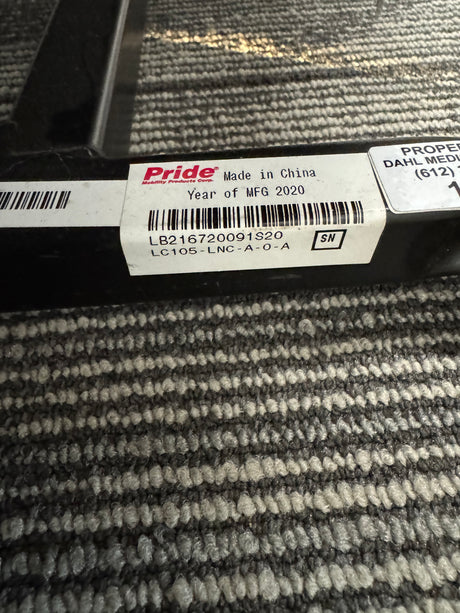 Pride® Made in China
Mobility Products Corp.
Year of MFG 2020
LB216720091S20
SN
LC105-LNC-A-0-A
PROPER
DAHL MEDI
(612)